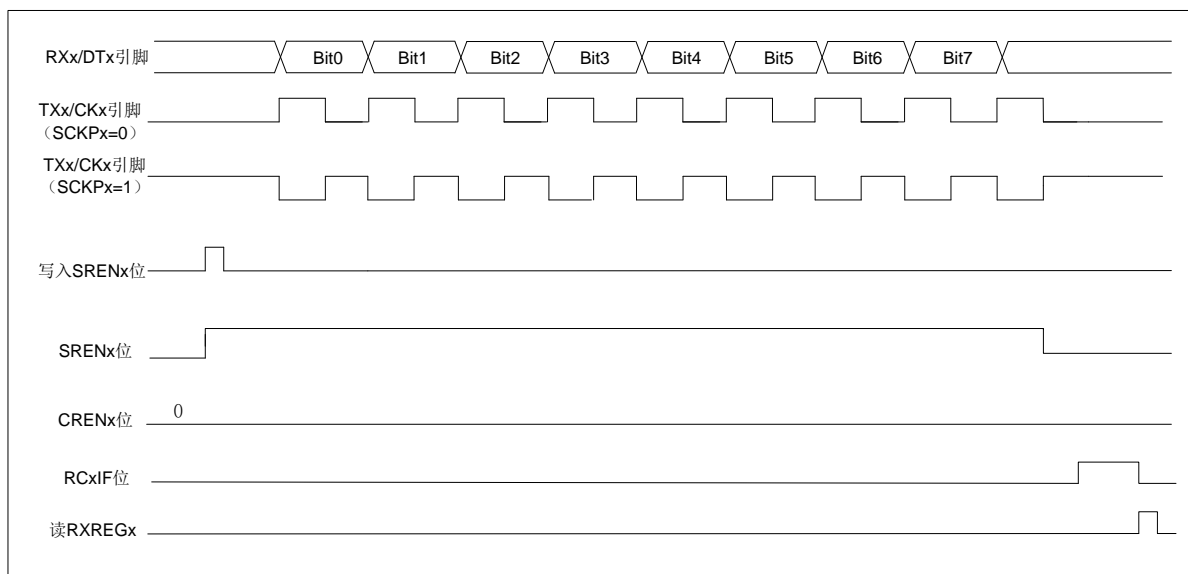 RXx/DTx引脚
Bit0 Bit1 Bit2 Bit3 Bit4 Bit5 Bit6 Bit7
TXx/CKx引脚
（SCKPx=0）
TXx/CKx引脚
（SCKPx=1）
写入SRENx位
SRENx位
CRENx位 0
RCxIF位
读RXREGx